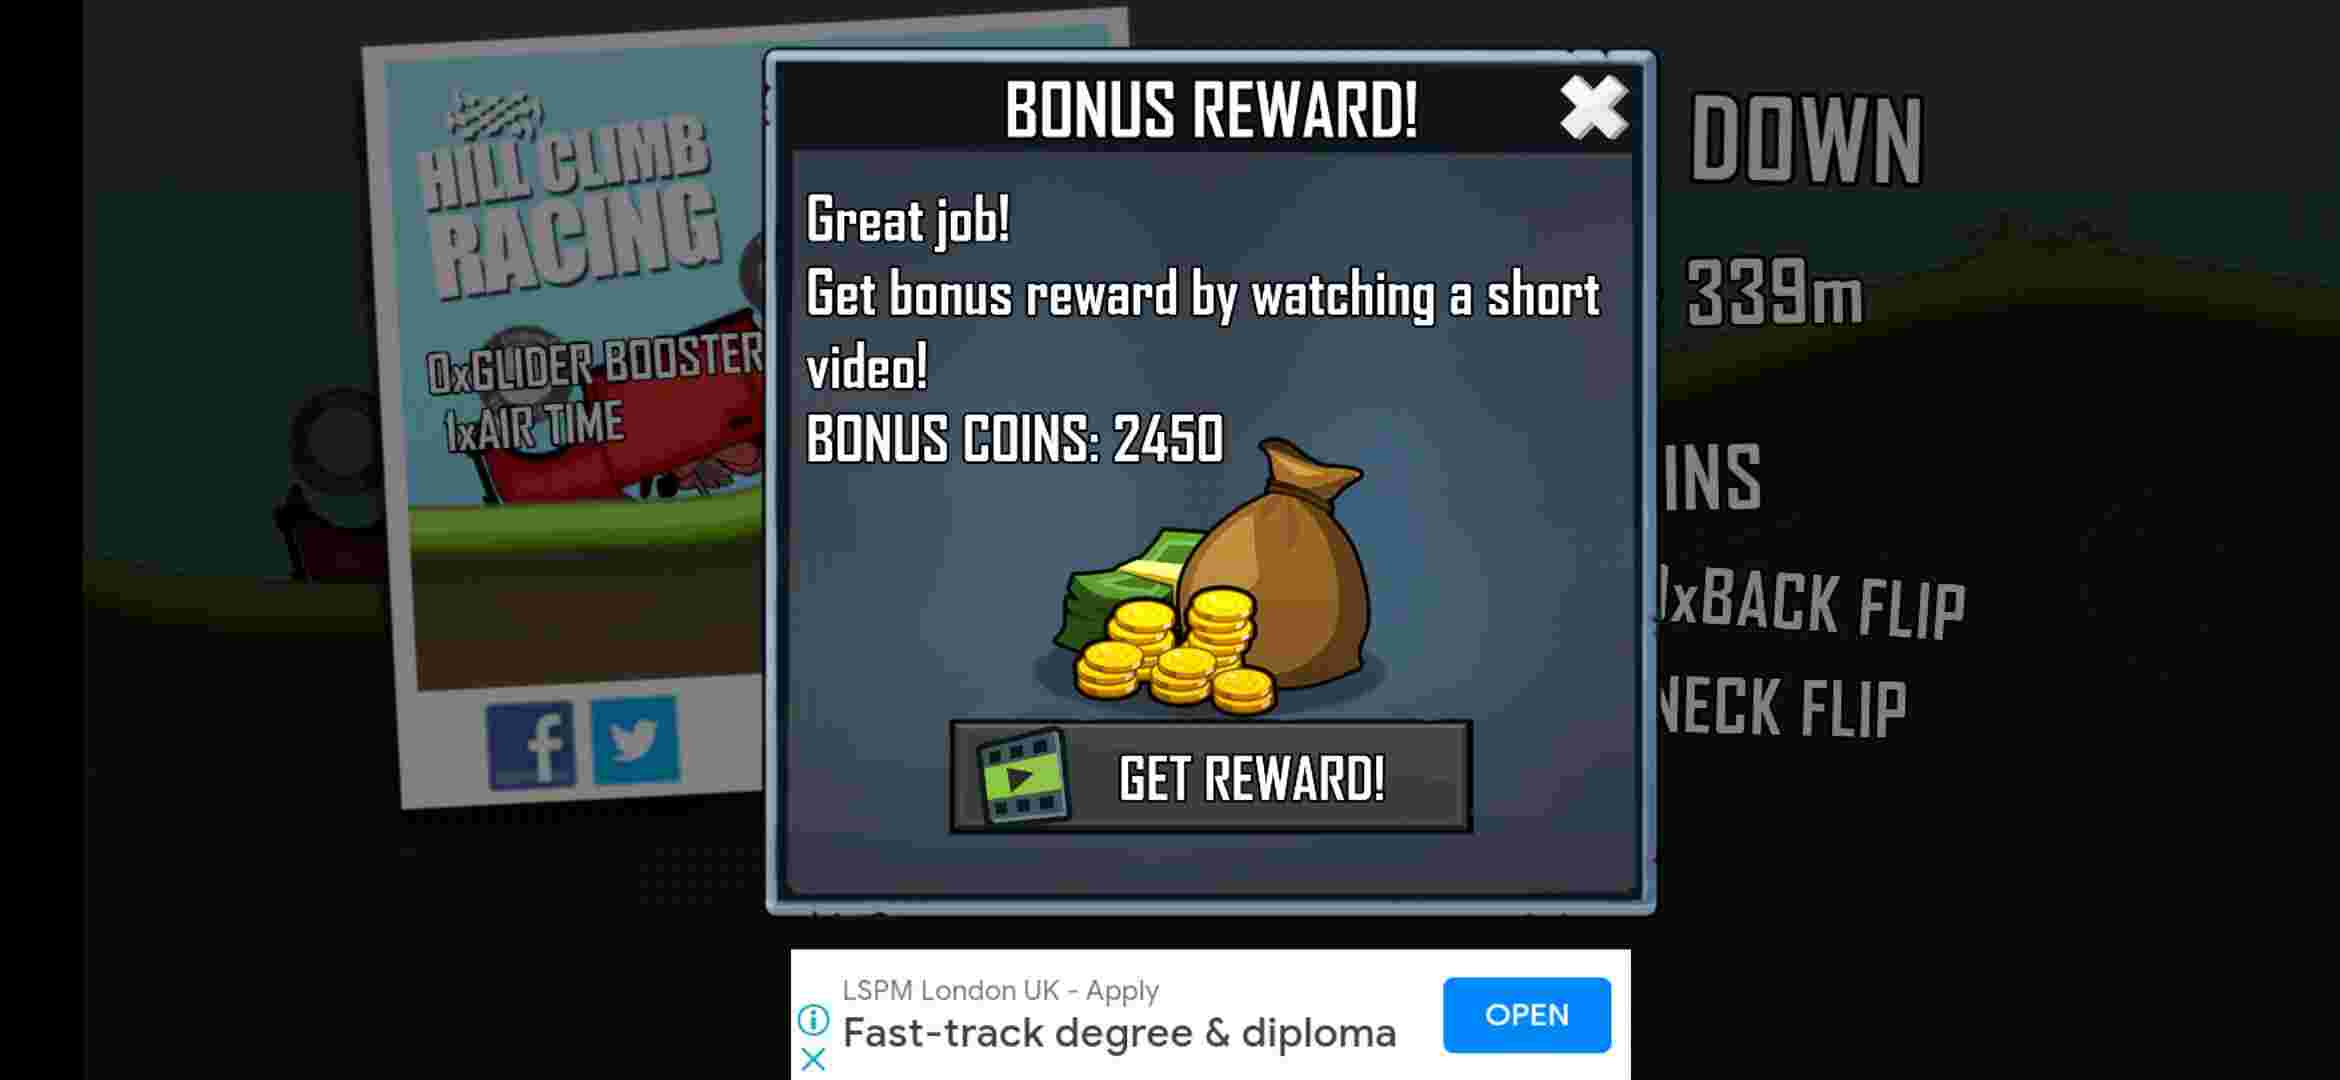 HILL CLIMB
RACING
0xGLIDER BOOSTER
1xAIR TIME
BONUS REWARD!
Great job!
Get bonus reward by watching a short
video!
BONUS COINS: 2450
GET REWARD!
DOWN
339m
INS
xBACK FLIP
NECK FLIP
LSPM London UK - Apply
Fast-track degree & diploma
OPEN